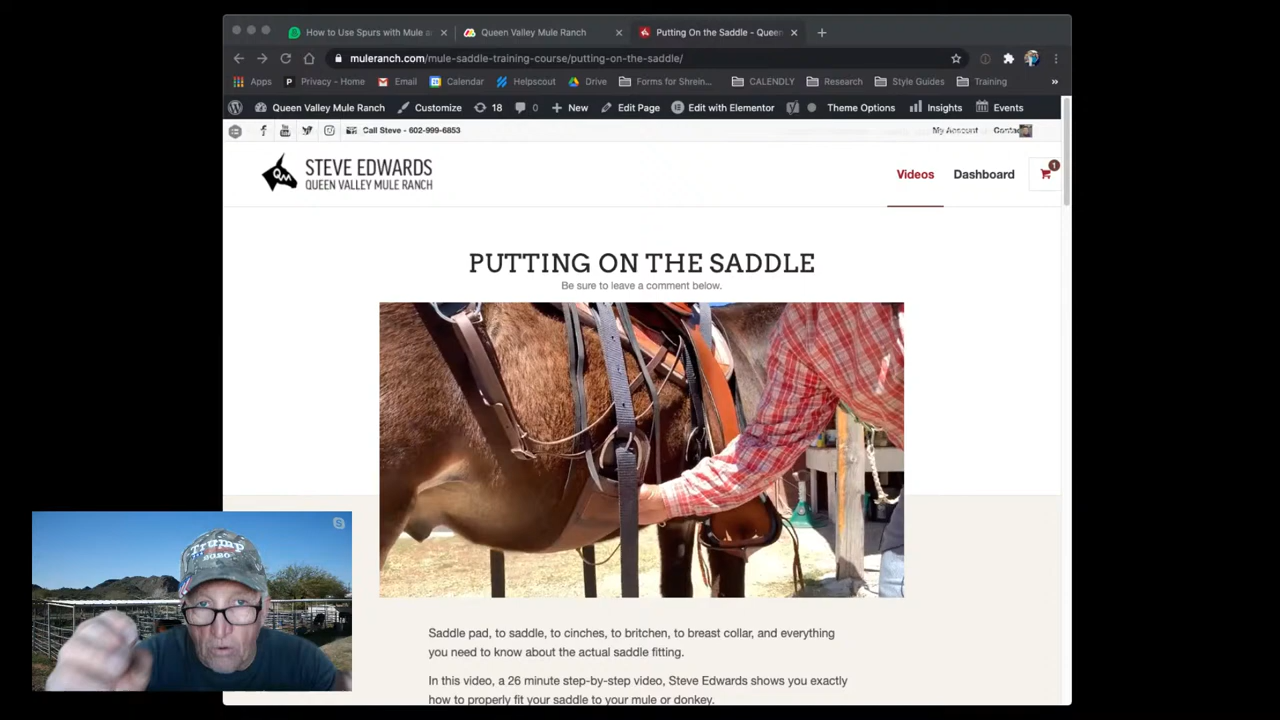 How to Use Spurs with Mule a
Queen Valley Mule Ranch
Putting On the Saddle - Queen
muleranch.com/mule-saddle-training-course/putting-on-the-saddle/
Apps
Privacy - Home
Email
Calendar
Helpscout
Drive
Forms for Shrein...
CALENDLY
Research
Style Guides
Training
Queen Valley Mule Ranch
Customize
18
0
New
Edit Page
Edit with Elementor
Theme Options
Insights
Events
Call Steve - 602-999-6853
My Account
Contac
QM
STEVE EDWARDS
QUEEN VALLEY MULE RANCH
Videos
Dashboard
1
PUTTING ON THE SADDLE
Be sure to leave a comment below.
Saddle pad, to saddle, to cinches, to britchen, to breast collar, and everything
you need to know about the actual saddle fitting.
In this video, a 26 minute step-by-step video, Steve Edwards shows you exactly
how to properly fit your saddle to your mule or donkey.
Trump
2020